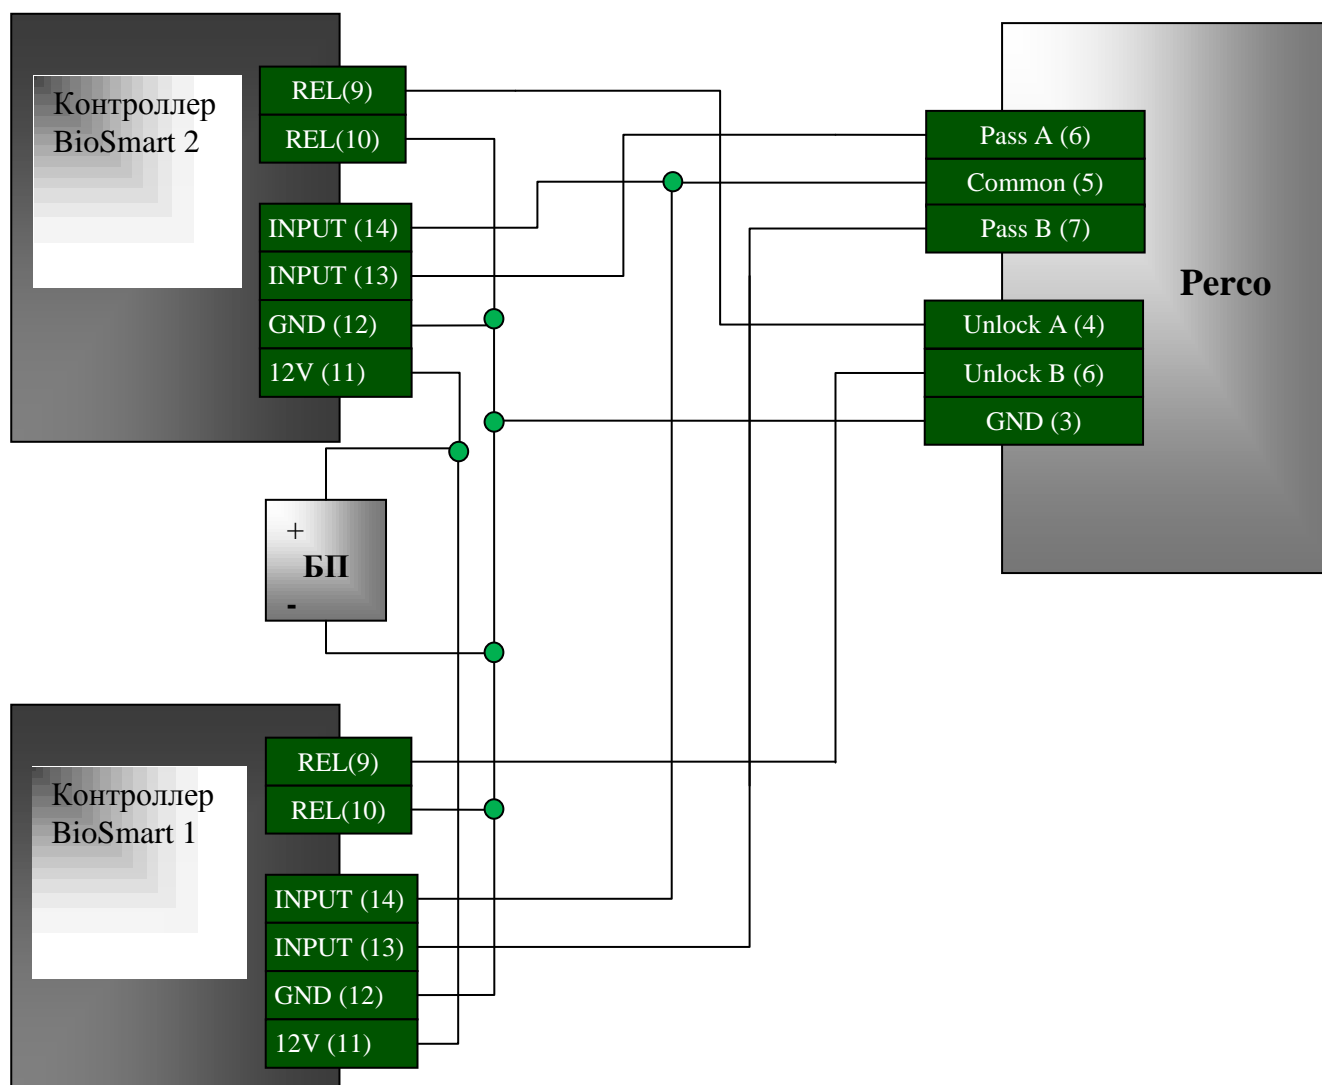 Контроллер
BioSmart 2
REL(9)
REL(10)
INPUT (14)
INPUT (13)
GND (12)
12V (11)
Pass A (6)
Common (5)
Pass B (7)
Perco
Unlock A (4)
Unlock B (6)
GND (3)
+
БП
-
Контроллер
BioSmart 1
REL(9)
REL(10)
INPUT (14)
INPUT (13)
GND (12)
12V (11)